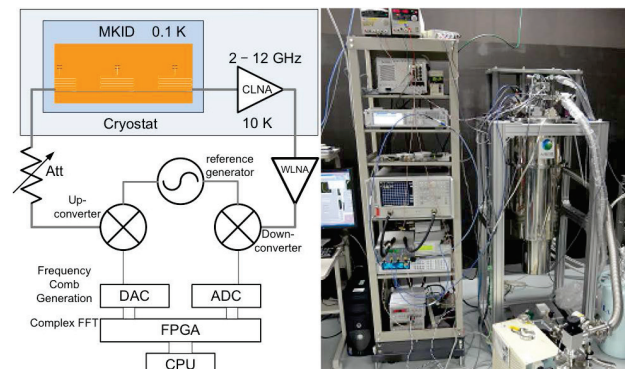 MKID 0.1 K
2 – 12 GHz
CLNA
Cryostat
10 K
Att
reference
generator
WLNA
Up-
converter
Down-
converter
Frequency
Comb
Generation
DAC
ADC
Complex FFT
FPGA
CPU